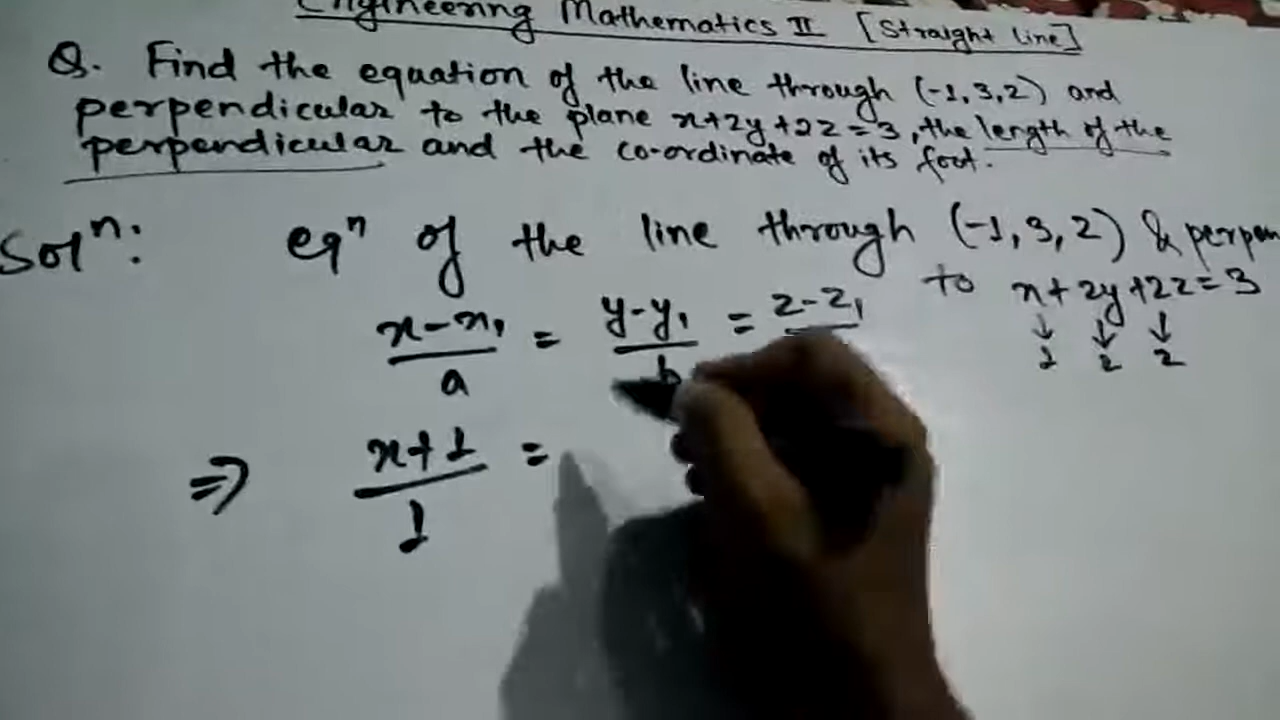 Engineering Mathematics II [Straight line]
Q. Find the equation of the line through (-1,3,2) and
perpendicular to the plane x+2y+2z=3, the length of the
perpendicular and the co-ordinate of its foot.
Solⁿ: eqⁿ of the line through (-1,3,2) & perpen
to x+2y+2z=3
↓ ↓ ↓
1 2 2
x-x₁ = y-y₁ = z-z₁
a b
⇒ x+1 =
1